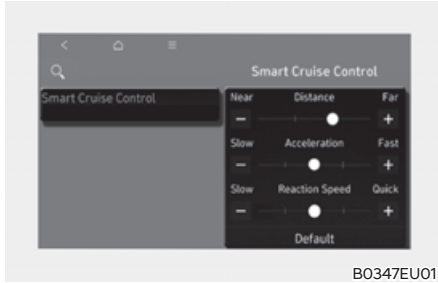 Smart Cruise Control
Smart Cruise Control
Near Distance Far
Slow Acceleration Fast
Slow Reaction Speed Quick
Default
B0347EU01